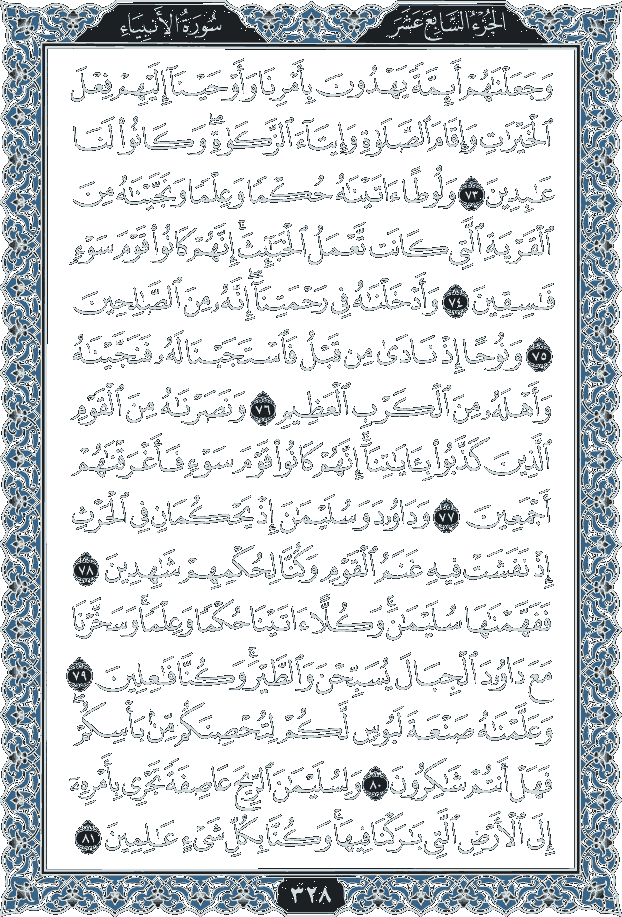 الجزء السابع عشر
سورة الأنبياء
وَجَعَلْنَٰهُمْ أَئِمَّةً يَهْدُونَ بِأَمْرِنَا وَأَوْحَيْنَآ إِلَيْهِمْ فِعْلَ
ٱلْخَيْرَٰتِ وَإِقَامَ ٱلصَّلَوٰةِ وَإِيتَآءَ ٱلزَّكَوٰةِ ۖ وَكَانُوا۟ لَنَا
عَٰبِدِينَ ٧٣ وَلُوطًا ءَاتَيْنَٰهُ حُكْمًا وَعِلْمًا وَنَجَّيْنَٰهُ مِنَ
ٱلْقَرْيَةِ ٱلَّتِى كَانَت تَّعْمَلُ ٱلْخَبَٰٓئِثَ ۗ إِنَّهُمْ كَانُوا۟ قَوْمَ سَوْءٍ
فَٰسِقِينَ ٧٤ وَأَدْخَلْنَٰهُ فِى رَحْمَتِنَآ ۖ إِنَّهُۥ مِنَ ٱلصَّٰلِحِينَ
٧٥ وَنُوحًا إِذْ نَادَىٰ مِن قَبْلُ فَٱسْتَجَبْنَا لَهُۥ فَنَجَّيْنَٰهُ
وَأَهْلَهُۥ مِنَ ٱلْكَرْبِ ٱلْعَظِيمِ ٧٦ وَنَصَرْنَٰهُ مِنَ ٱلْقَوْمِ
ٱلَّذِينَ كَذَّبُوا۟ بِـَٔايَٰتِنَآ ۚ إِنَّهُمْ كَانُوا۟ قَوْمَ سَوْءٍ فَأَغْرَقْنَٰهُمْ
أَجْمَعِينَ ٧٧ وَدَاوُۥدَ وَسُلَيْمَٰنَ إِذْ يَحْكُمَانِ فِى ٱلْحَرْثِ
إِذْ نَفَشَتْ فِيهِ غَنَمُ ٱلْقَوْمِ وَكُنَّا لِحُكْمِهِمْ شَٰهِدِينَ ٧٨
فَفَهَّمْنَٰهَا سُلَيْمَٰنَ ۚ وَكُلًّا ءَاتَيْنَا حُكْمًا وَعِلْمًا ۚ وَسَخَّرْنَا
مَعَ دَاوُۥدَ ٱلْجِبَالَ يُسَبِّحْنَ وَٱلطَّيْرَ ۚ وَكُنَّا فَٰعِلِينَ ٧٩
وَعَلَّمْنَٰهُ صَنْعَةَ لَبُوسٍ لَّكُمْ لِتُحْصِنَكُم مِّنۢ بَأْسِكُمْ ۖ
فَهَلْ أَنتُمْ شَٰكِرُونَ ٨٠ وَلِسُلَيْمَٰنَ ٱلرِّيحَ عَاصِفَةً تَجْرِى بِأَمْرِهِۦٓ
إِلَى ٱلْأَرْضِ ٱلَّتِى بَٰرَكْنَا فِيهَا ۚ وَكُنَّا بِكُلِّ شَىْءٍ عَٰلِمِينَ ٨١
٣٢٨